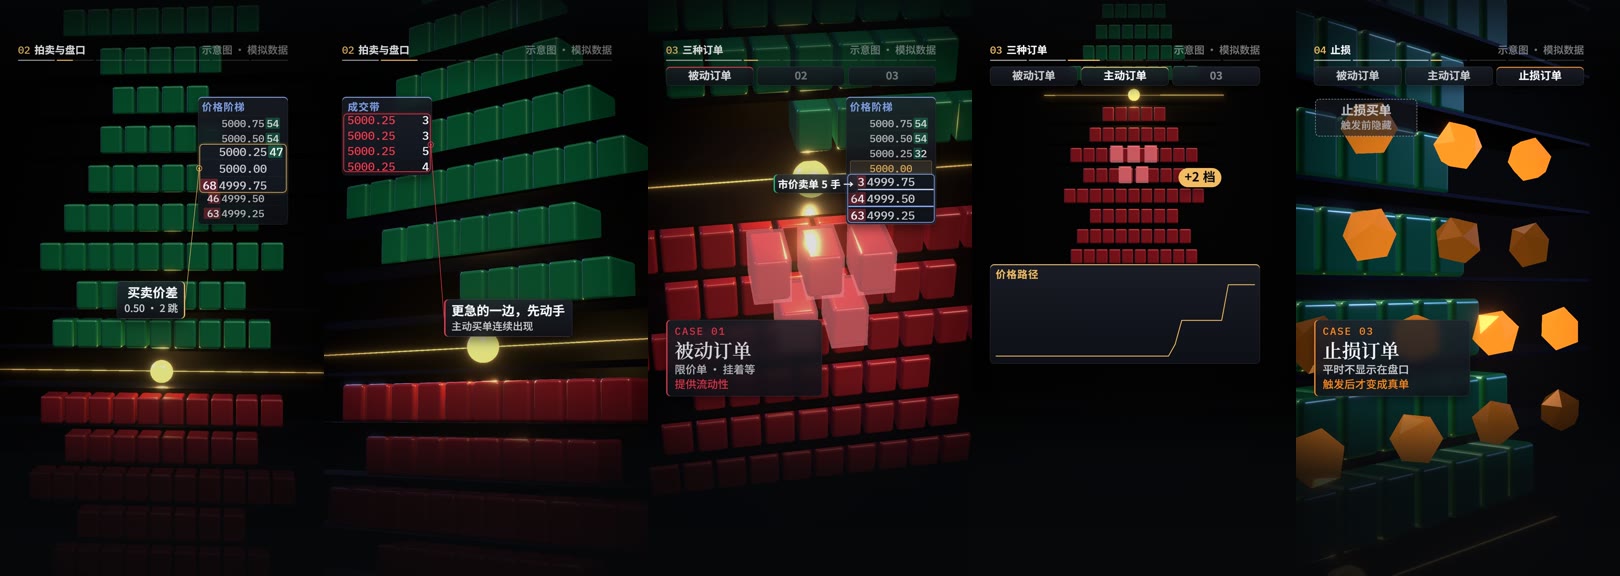 02 拍卖与盘口
示意图 • 模拟数据
价格阶梯
5000.75 54
5000.50 54
5000.25 47
5000.00
68 4999.75
46 4999.50
63 4999.25
买卖价差
0.50 • 2 跳
02 拍卖与盘口
示意图 • 模拟数据
成交带
5000.25 3
5000.25 3
5000.25 5
5000.25 4
更急的一边，先动手
主动买单连续出现
03 三种订单
示意图 • 模拟数据
被动订单 02 03
价格阶梯
5000.75 54
5000.50 54
5000.25 32
5000.00
市价卖单 5 手 → 3 4999.75
64 4999.50
63 4999.25
CASE 01
被动订单
限价单 • 挂着等
提供流动性
03 三种订单
示意图 • 模拟数据
被动订单 主动订单 03
+2 档
价格路径
04 止损
示意图 • 模拟数据
被动订单 主动订单 止损订单
止损买单
触发前隐藏
CASE 03
止损订单
平时不显示在盘口
触发后才变成真单